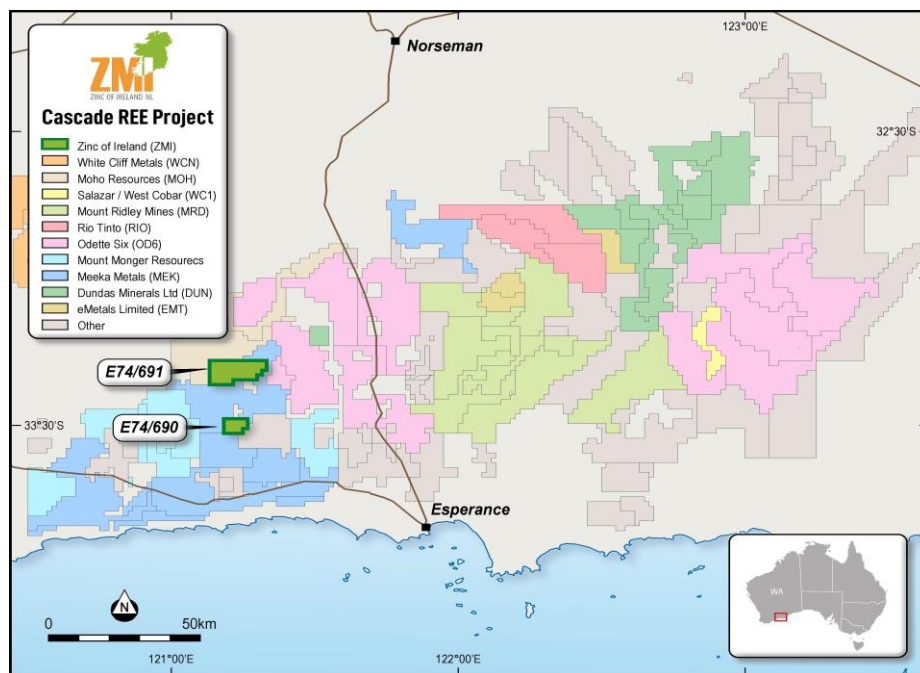 ZMI
ZINC OF IRELAND NL
Cascade REE Project
Zinc of Ireland (ZMI)
White Cliff Metals (WCN)
Moho Resources (MOH)
Salazar / West Cobar (WC1)
Mount Ridley Mines (MRD)
Rio Tinto (RIO)
Odette Six (OD6)
Mount Monger Resourecs
Meeka Metals (MEK)
Dundas Minerals Ltd (DUN)
eMetals Limited (EMT)
Other
123°00'E
Norseman
32°30'S
E74/691
E74/690
33°30'S
Esperance
N
0 50km
121°00'E
122°00'E
WA